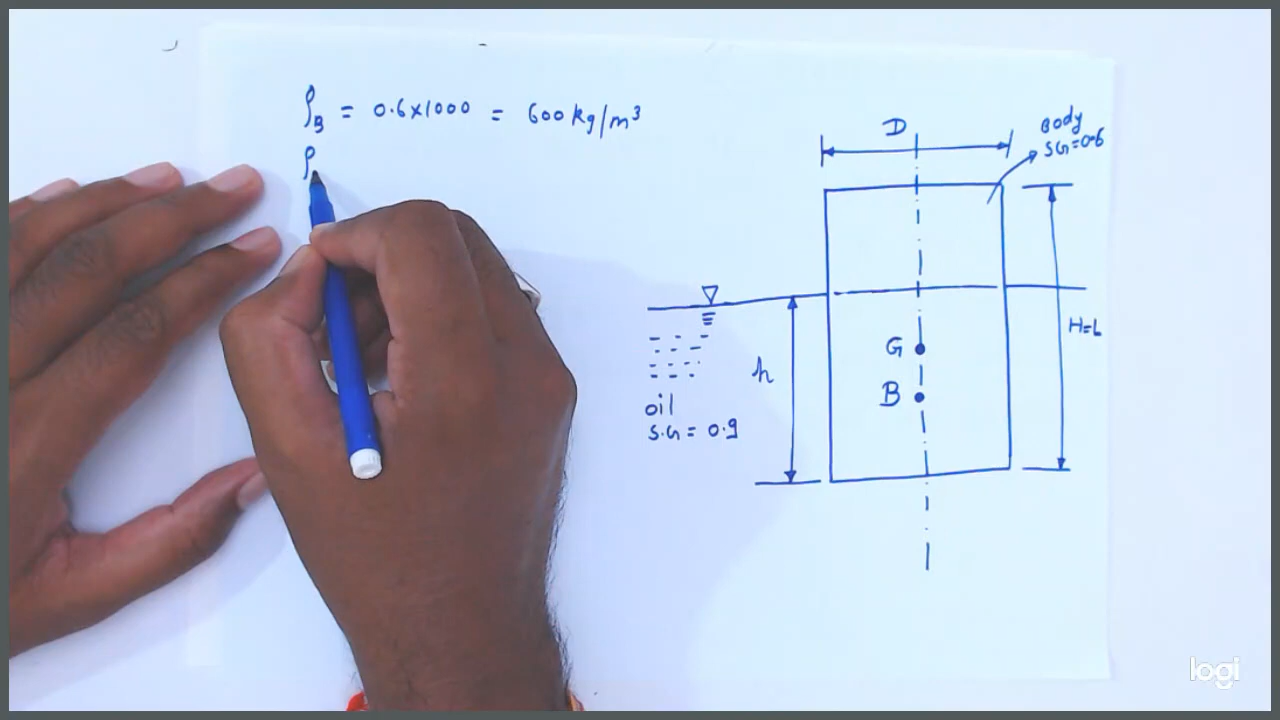 ρB = 0.6×1000 = 600 kg/m³
ρ
D
Body
SG=0.6
H=L
G
h
B
oil
S.G = 0.9
logi